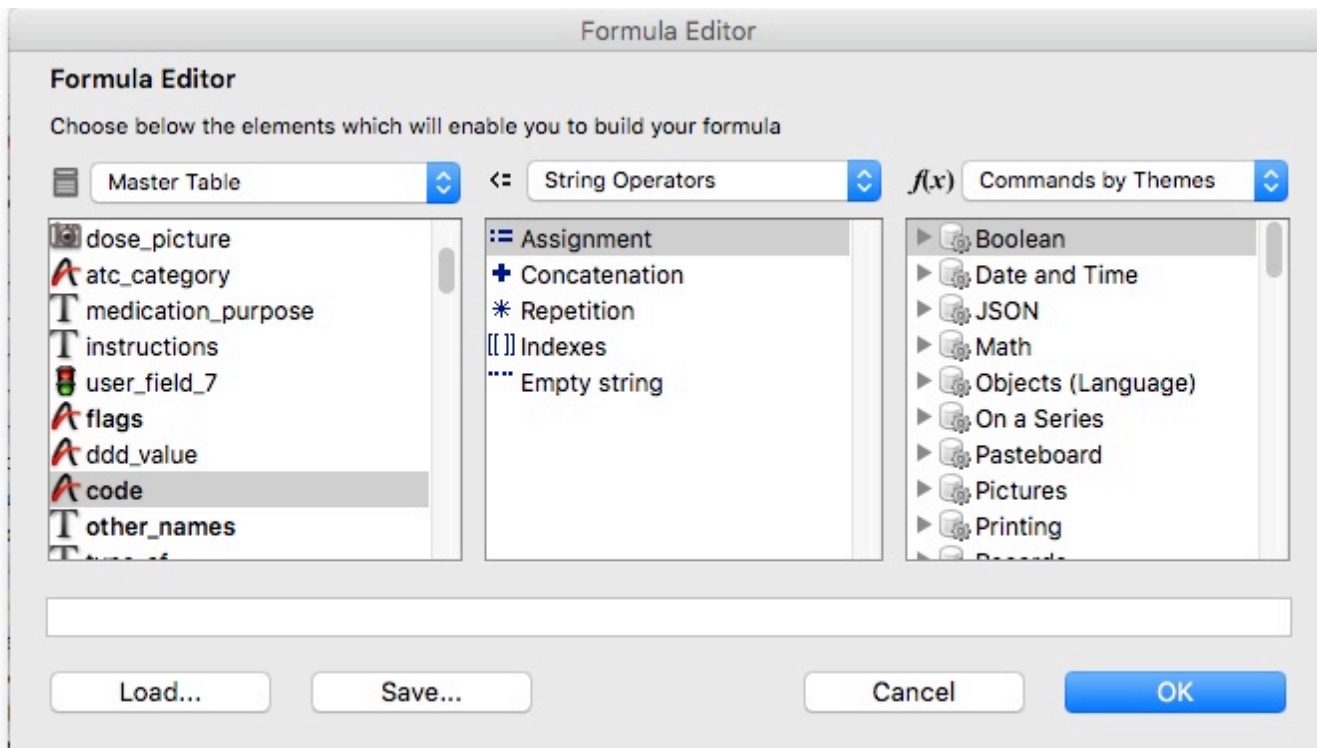 Formula Editor
Formula Editor
Choose below the elements which will enable you to build your formula
Master Table
<= String Operators
f(x) Commands by Themes
dose_picture
atc_category
medication_purpose
instructions
user_field_7
flags
ddd_value
code
other_names
:= Assignment
+ Concatenation
* Repetition
[[ ]] Indexes
"" Empty string
Boolean
Date and Time
JSON
Math
Objects (Language)
On a Series
Pasteboard
Pictures
Printing
Load...
Save...
Cancel
OK